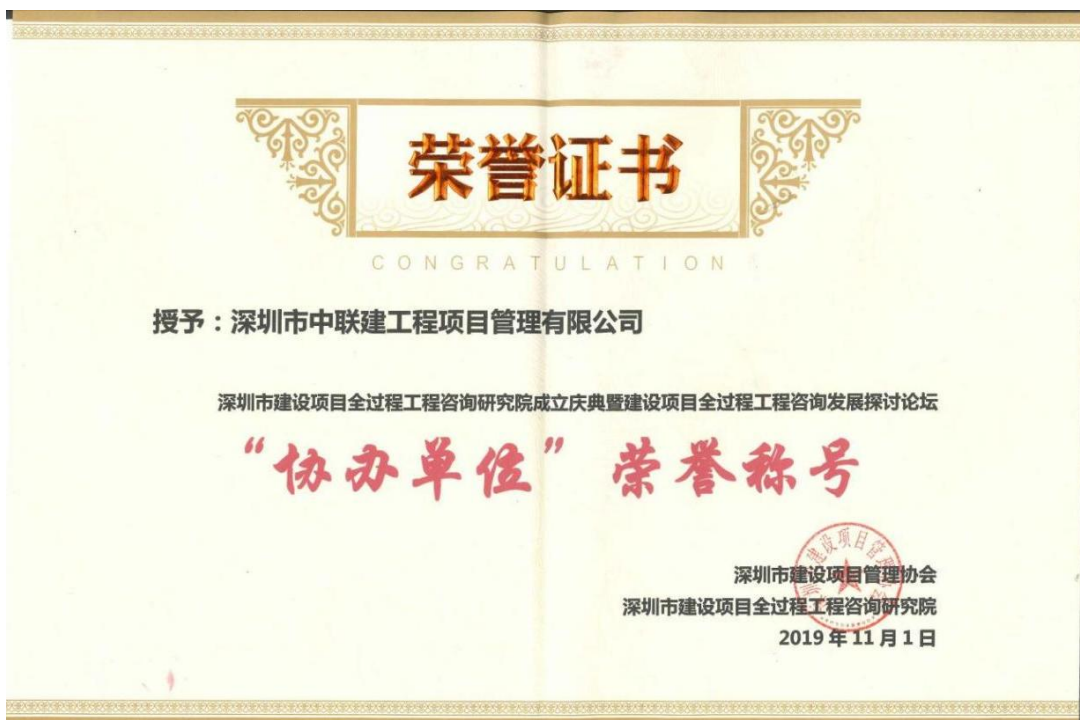 荣誉证书
CONGRATULATION
授予：深圳市中联建工程项目管理有限公司
深圳市建设项目全过程工程咨询研究院成立庆典暨建设项目全过程工程咨询发展探讨论坛
“协办单位”荣誉称号
深圳市建设项目管理协会
深圳市建设项目全过程工程咨询研究院
2019年11月1日